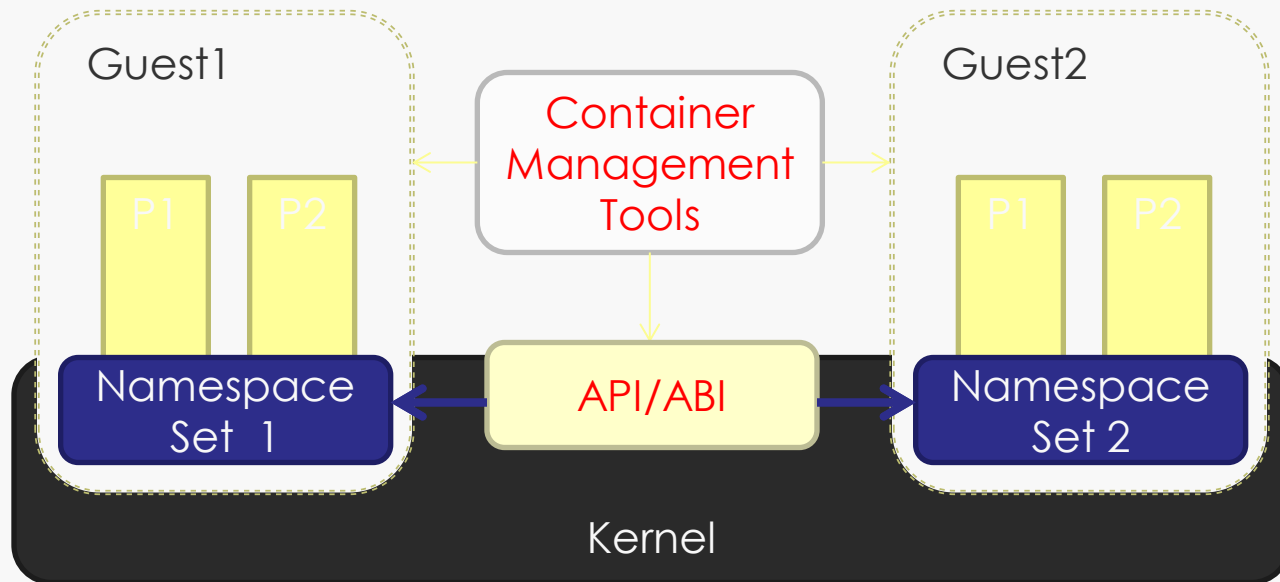 Guest1
Container
Management
Tools
Guest2
P1
P2
P1
P2
Namespace
Set 1
API/ABI
Namespace
Set 2
Kernel